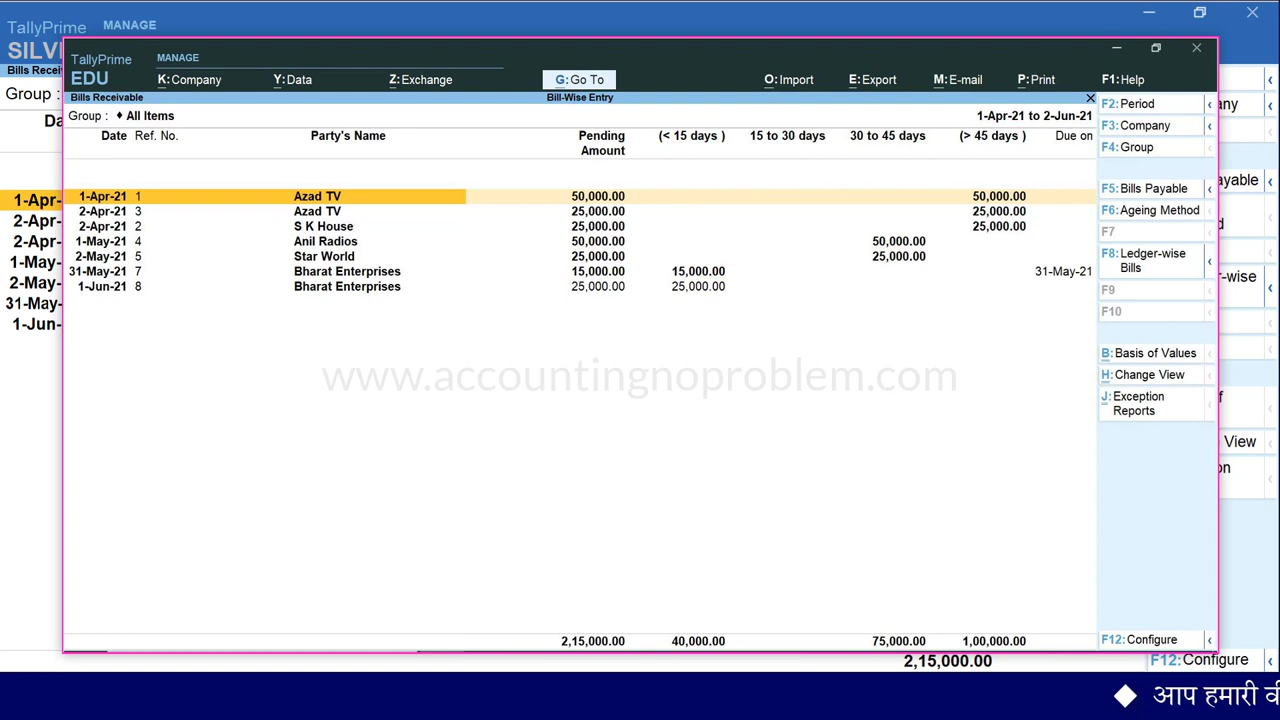 TallyPrime MANAGE
SILV
Bills Recei
Group :
Da
1-Apr-
2-Apr-
2-Apr-
1-May-
2-May-
31-May-
1-Jun-
TallyPrime MANAGE
EDU K:Company Y:Data Z:Exchange G:Go To O:Import E:Export M:E-mail P:Print F1:Help
Bills Receivable Bill-Wise Entry
Group : ♦ All Items 1-Apr-21 to 2-Jun-21
Date Ref. No. Party's Name Pending (< 15 days ) 15 to 30 days 30 to 45 days (> 45 days ) Due on
Amount
1-Apr-21 1 Azad TV 50,000.00 50,000.00
2-Apr-21 3 Azad TV 25,000.00 25,000.00
2-Apr-21 2 S K House 25,000.00 25,000.00
1-May-21 4 Anil Radios 50,000.00 50,000.00
2-May-21 5 Star World 25,000.00 25,000.00
31-May-21 7 Bharat Enterprises 15,000.00 15,000.00 31-May-21
1-Jun-21 8 Bharat Enterprises 25,000.00 25,000.00
www.accountingnoproblem.com
2,15,000.00 40,000.00 75,000.00 1,00,000.00
F2:Period
F3:Company
F4:Group
F5:Bills Payable
F6:Ageing Method
F7
F8:Ledger-wise
Bills
F9
F10
B:Basis of Values
H:Change View
J:Exception
Reports
F12:Configure
ny
ayable
d
r-wise
f
View
on
2,15,000.00 F12:Configure
◆ आप हमारी वी